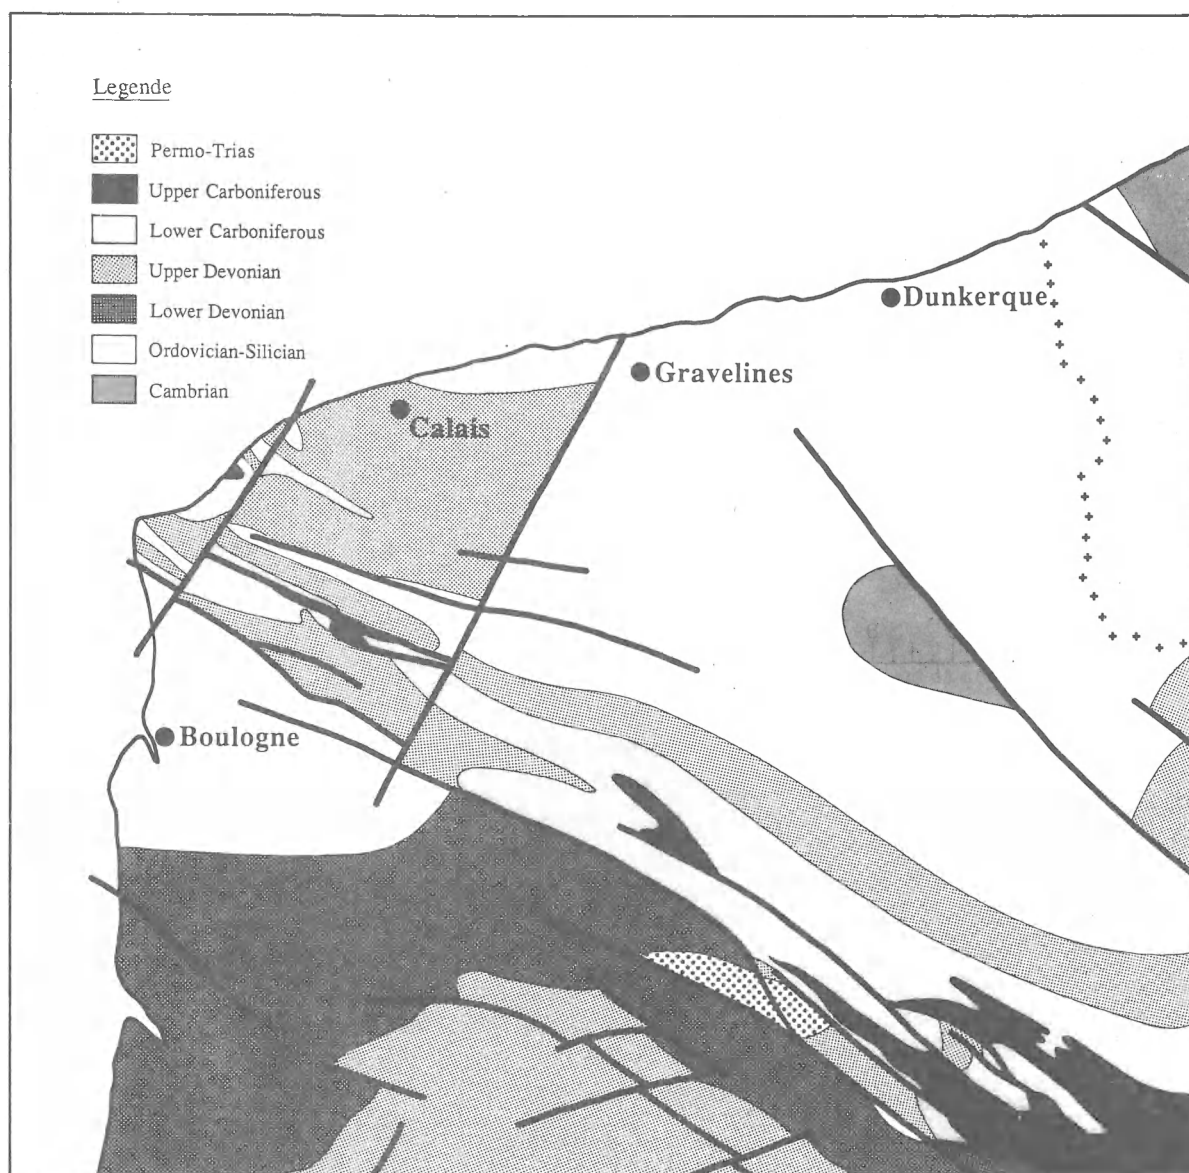 Legende
Permo-Trias
Upper Carboniferous
Lower Carboniferous
Upper Devonian
Lower Devonian
Ordovician-Silician
Cambrian
Dunkerque
Gravelines
Calais
Boulogne